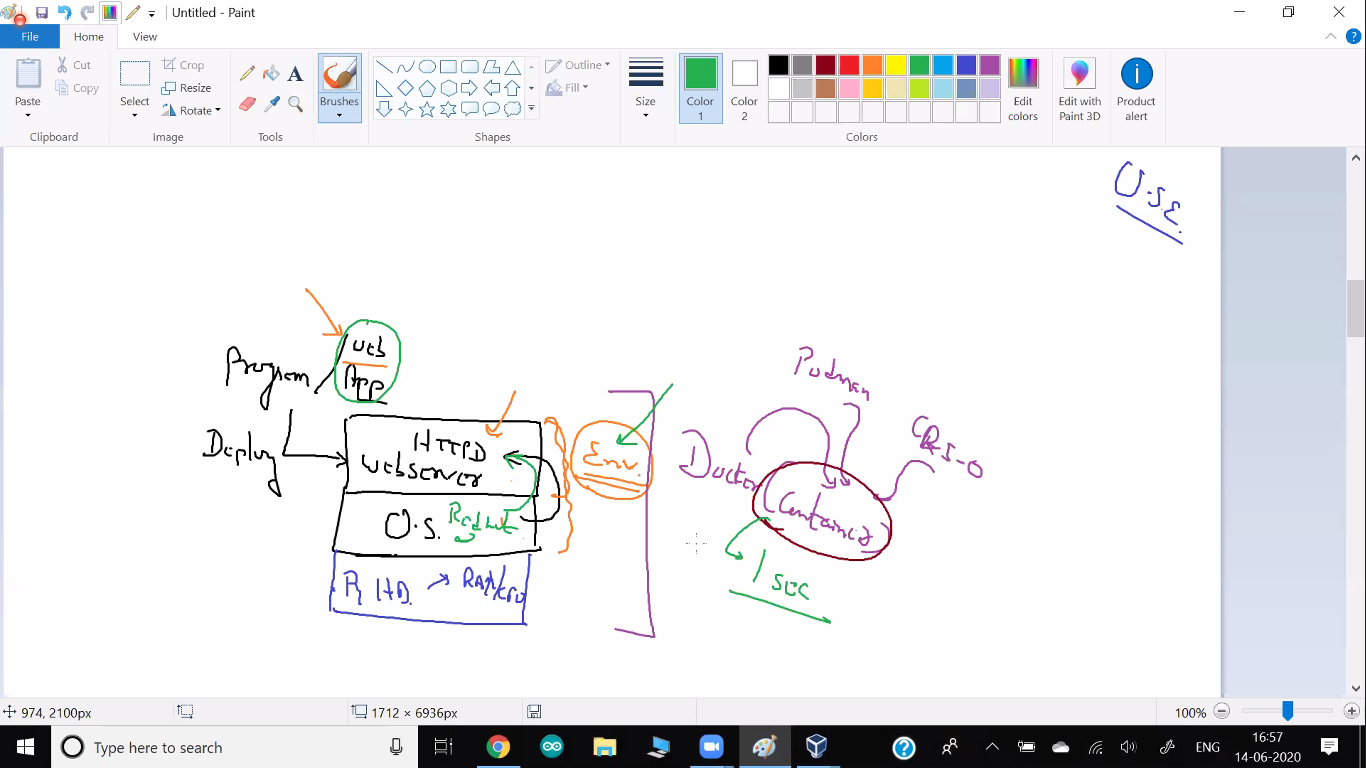 Untitled - Paint
File
Home
View
Paste
Cut
Copy
Clipboard
Select
Crop
Resize
Rotate
Image
Tools
Brushes
Shapes
Outline
Fill
Size
Color
1
Color
2
Colors
Edit
colors
Edit with
Paint 3D
Product
alert
U.S.E.
Program
Web
App
Deploy
HTTPD
Webserver
O.S. RedHat
R HD. → RAM/CPU
Env.
Podman
CRI-O
Docker
(Container)
1 SEC
974, 2100px
1712 × 6936px
100%
Type here to search
ENG
16:57
14-06-2020